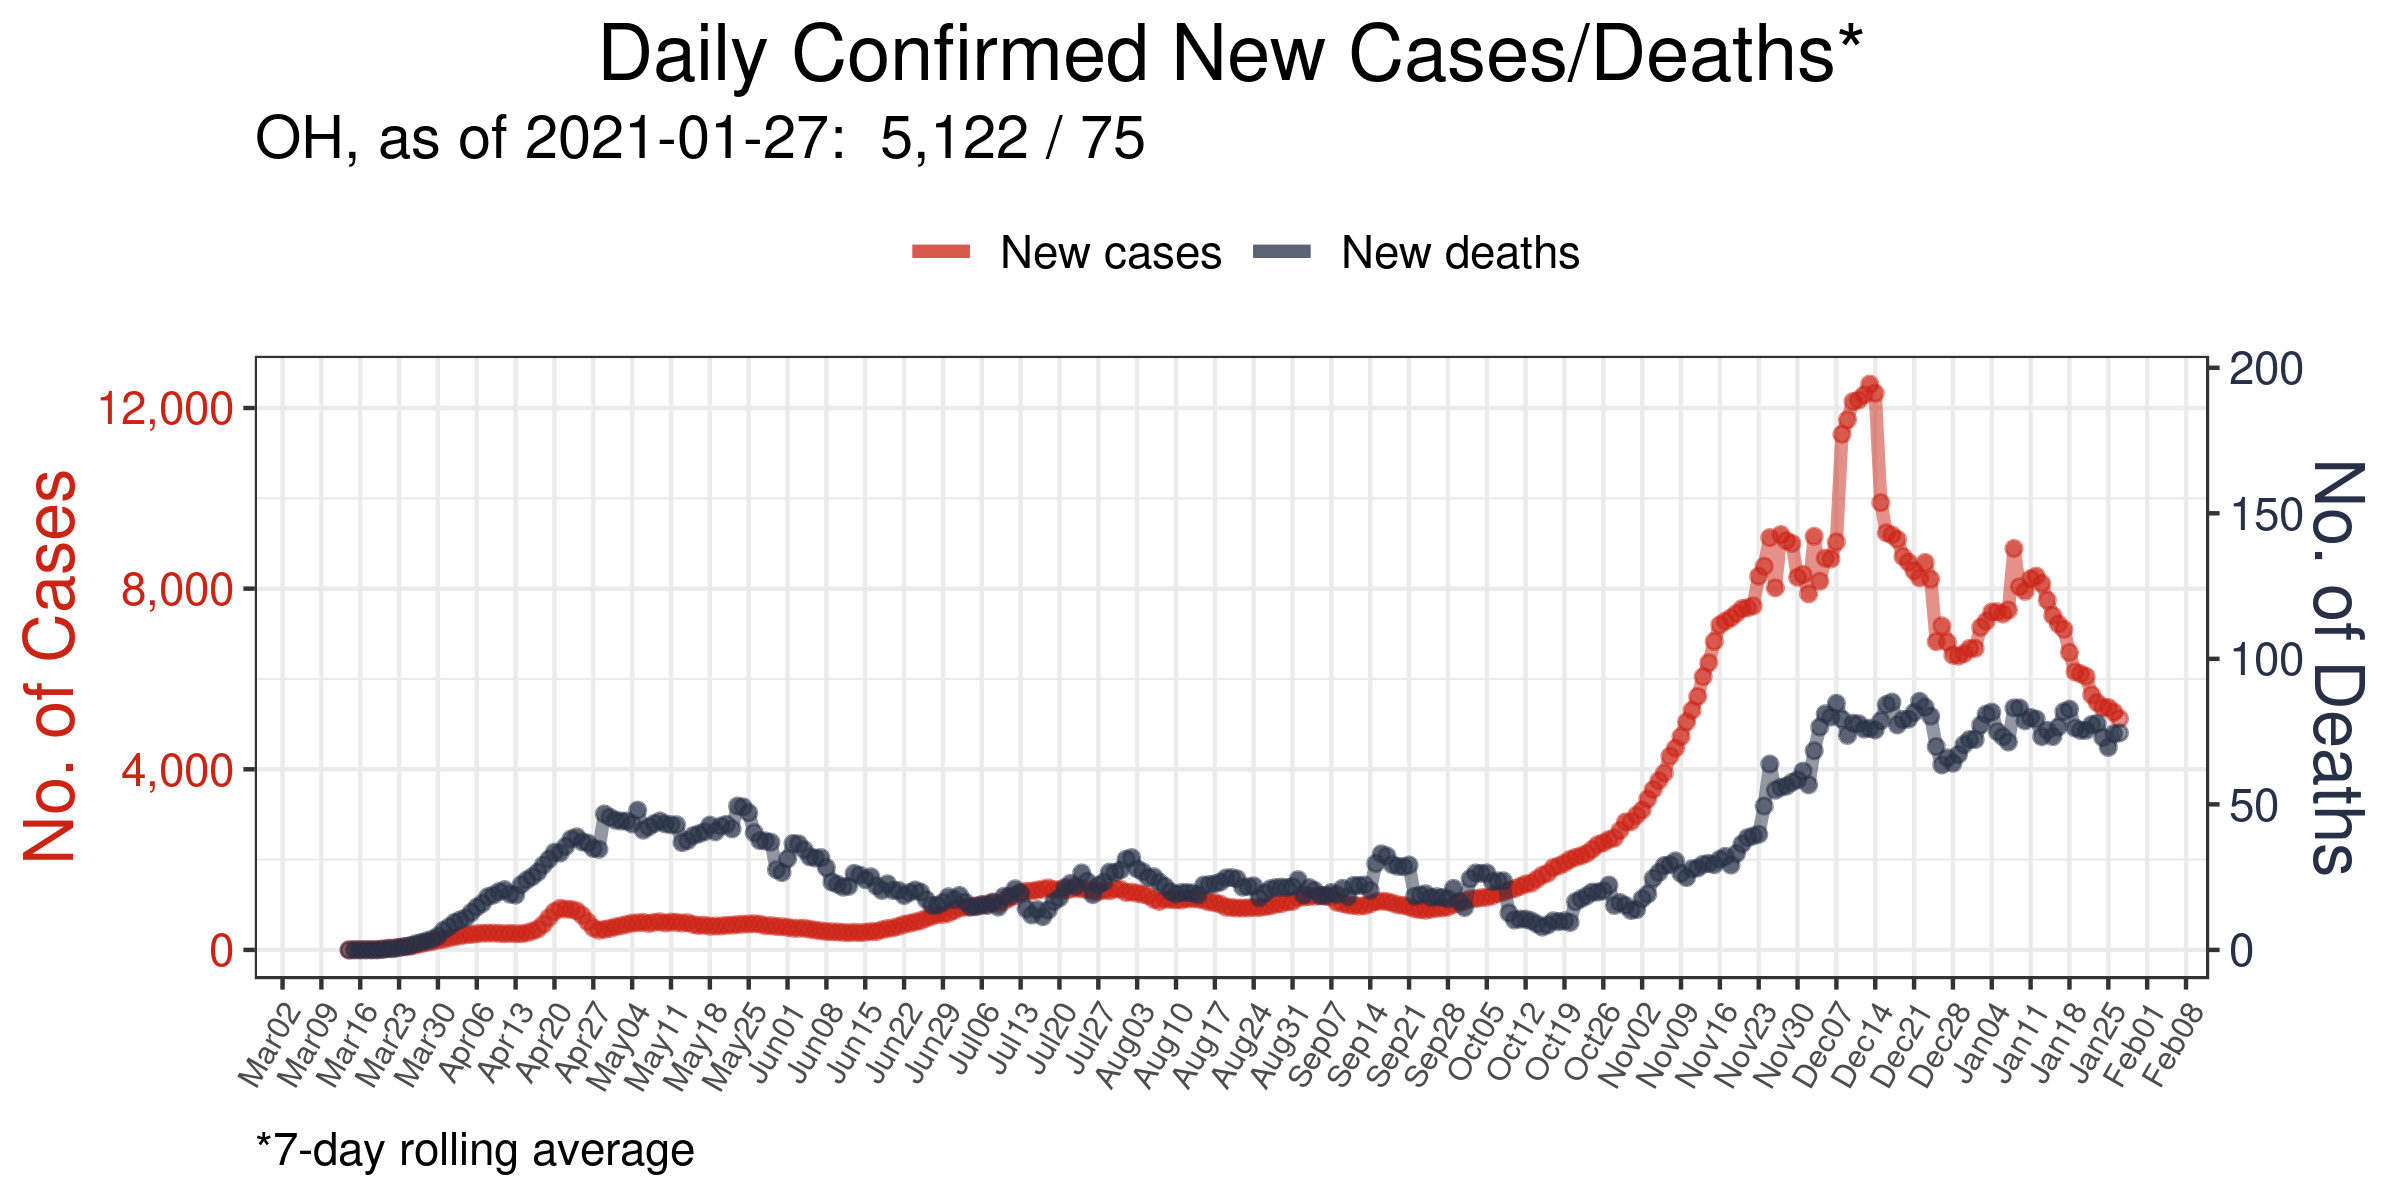 Daily Confirmed New Cases/Deaths*
OH, as of 2021-01-27:  5,122 / 75
New cases
New deaths
No. of Cases
12,000
8,000
4,000
0
200
150
100
50
0
No. of Deaths
Mar02
Mar09
Mar16
Mar23
Mar30
Apr06
Apr13
Apr20
Apr27
May04
May11
May18
May25
Jun01
Jun08
Jun15
Jun22
Jun29
Jul06
Jul13
Jul20
Jul27
Aug03
Aug10
Aug17
Aug24
Aug31
Sep07
Sep14
Sep21
Sep28
Oct05
Oct12
Oct19
Oct26
Nov02
Nov09
Nov16
Nov23
Nov30
Dec07
Dec14
Dec21
Dec28
Jan04
Jan11
Jan18
Jan25
Feb01
Feb08
*7-day rolling average